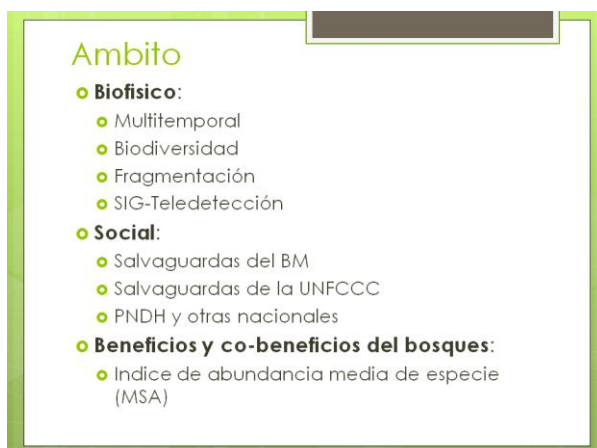 Ambito
Biofisico:
Multitemporal
Biodiversidad
Fragmentación
SIG-Teledetección
Social:
Salvaguardas del BM
Salvaguardas de la UNFCCC
PNDH y otras nacionales
Beneficios y co-beneficios del bosques:
Indice de abundancia media de especie
(MSA)